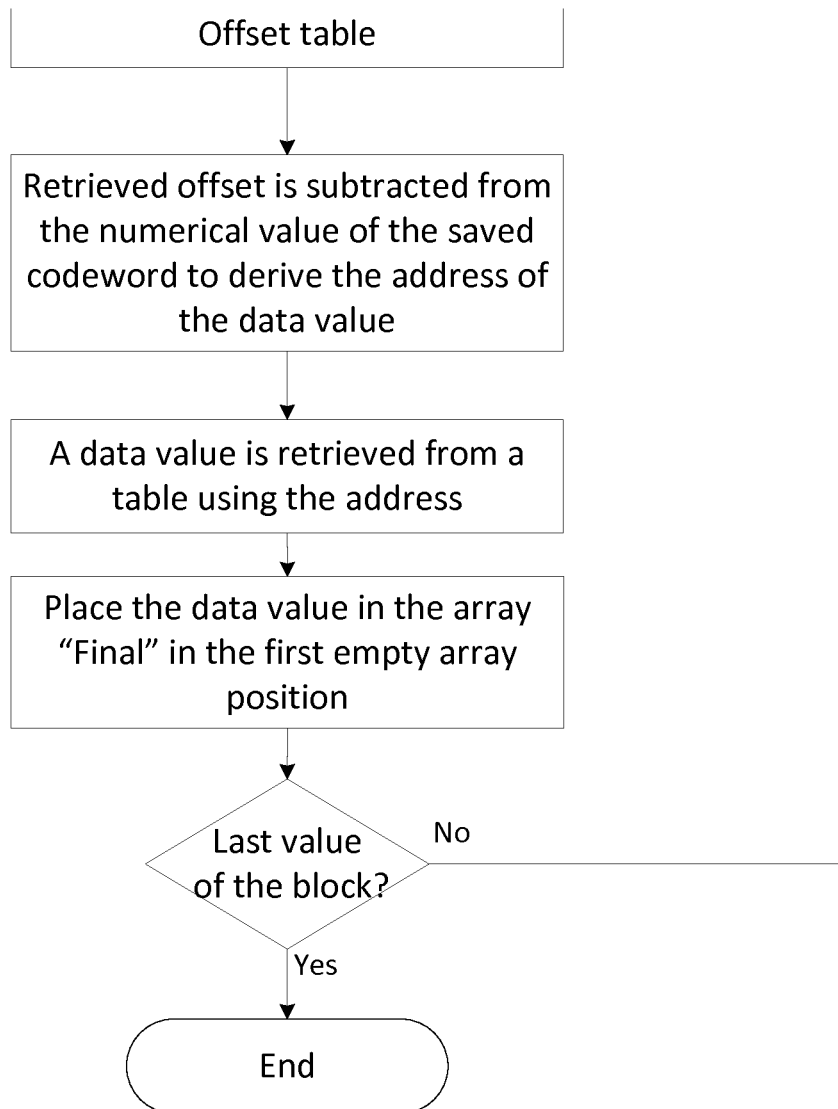 Offset table
Retrieved offset is subtracted from
the numerical value of the saved
codeword to derive the address of
the data value
A data value is retrieved from a
table using the address
Place the data value in the array
“Final” in the first empty array
position
Last value
of the block?
No
Yes
End